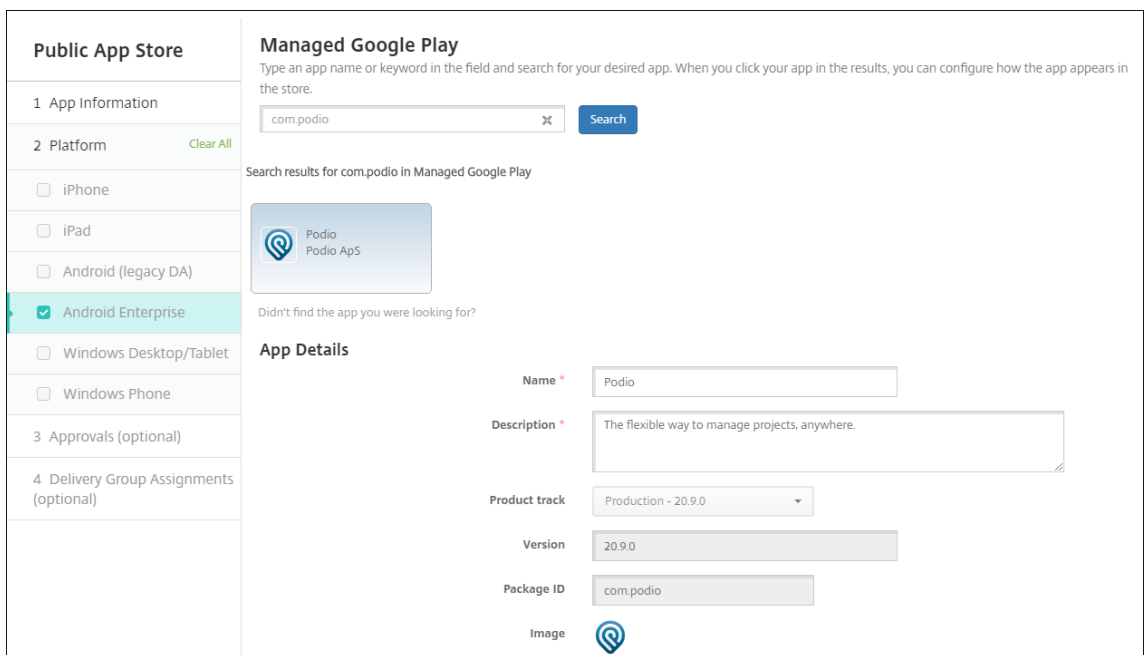 Public App Store
1 App Information
2 Platform Clear All
iPhone
iPad
Android (legacy DA)
Android Enterprise
Windows Desktop/Tablet
Windows Phone
3 Approvals (optional)
4 Delivery Group Assignments
(optional)
Managed Google Play
Type an app name or keyword in the field and search for your desired app. When you click your app in the results, you can configure how the app appears in
the store.
com.podio
Search
Search results for com.podio in Managed Google Play
Podio
Podio ApS
Didn't find the app you were looking for?
App Details
Name * Podio
Description * The flexible way to manage projects, anywhere.
Product track Production - 20.9.0
Version 20.9.0
Package ID com.podio
Image